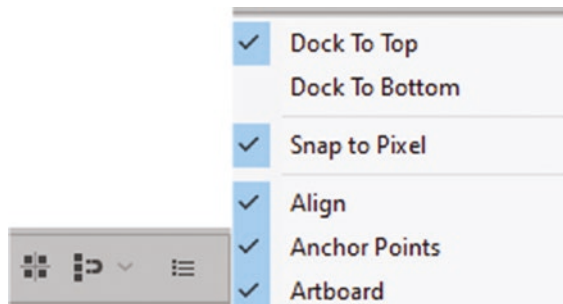 Dock To Top
Dock To Bottom
Snap to Pixel
Align
Anchor Points
Artboard